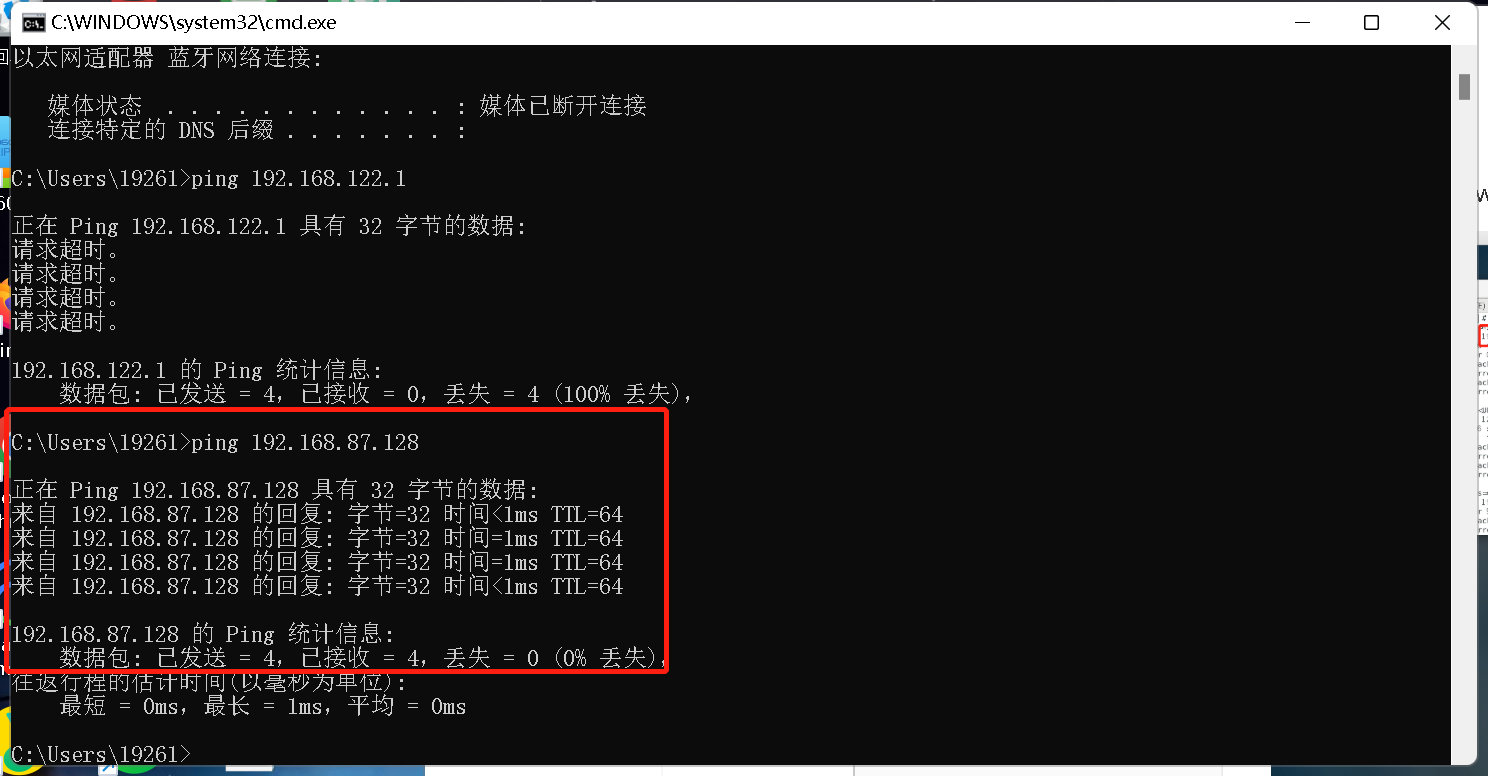 C:\WINDOWS\system32\cmd.exe
以太网适配器 蓝牙网络连接:
媒体状态 . . . . . . . . . . . . : 媒体已断开连接
连接特定的 DNS 后缀 . . . . . . . :
C:\Users\19261>ping 192.168.122.1
正在 Ping 192.168.122.1 具有 32 字节的数据:
请求超时。
请求超时。
请求超时。
请求超时。
192.168.122.1 的 Ping 统计信息:
数据包: 已发送 = 4，已接收 = 0，丢失 = 4 (100% 丢失)，
C:\Users\19261>ping 192.168.87.128
正在 Ping 192.168.87.128 具有 32 字节的数据:
来自 192.168.87.128 的回复: 字节=32 时间<1ms TTL=64
来自 192.168.87.128 的回复: 字节=32 时间=1ms TTL=64
来自 192.168.87.128 的回复: 字节=32 时间=1ms TTL=64
来自 192.168.87.128 的回复: 字节=32 时间<1ms TTL=64
192.168.87.128 的 Ping 统计信息:
数据包: 已发送 = 4，已接收 = 4，丢失 = 0 (0% 丢失)，
往返行程的估计时间(以毫秒为单位):
最短 = 0ms，最长 = 1ms，平均 = 0ms
C:\Users\19261>